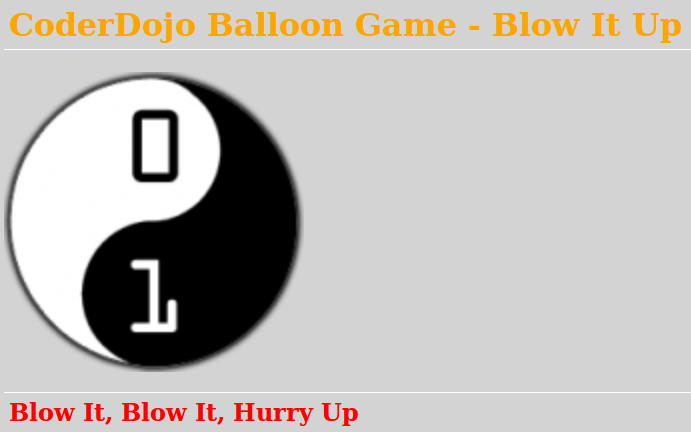 CoderDojo Balloon Game - Blow It Up
0
1
Blow It, Blow It, Hurry Up